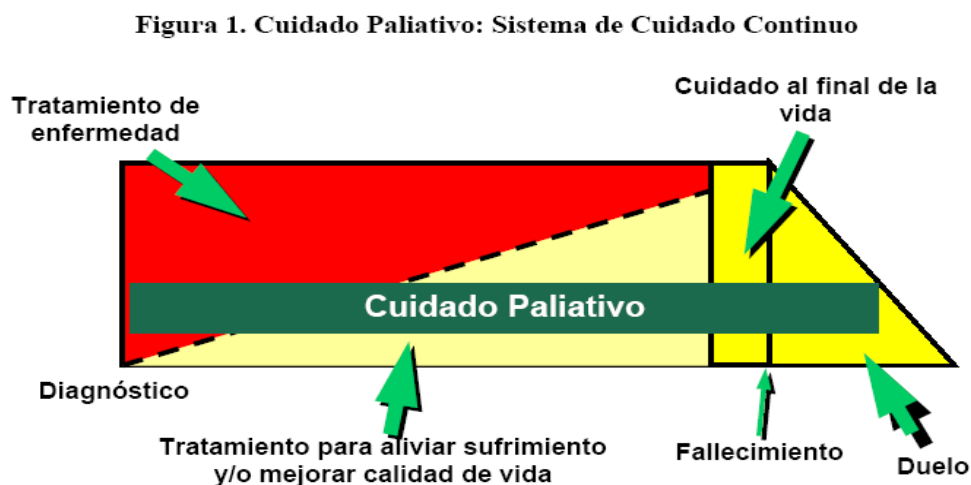 Figura 1. Cuidado Paliativo: Sistema de Cuidado Continuo
Cuidado al final de la
vida
Tratamiento de
enfermedad
Cuidado Paliativo
Diagnóstico
Tratamiento para aliviar sufrimiento
y/o mejorar calidad de vida
Fallecimiento
Duelo